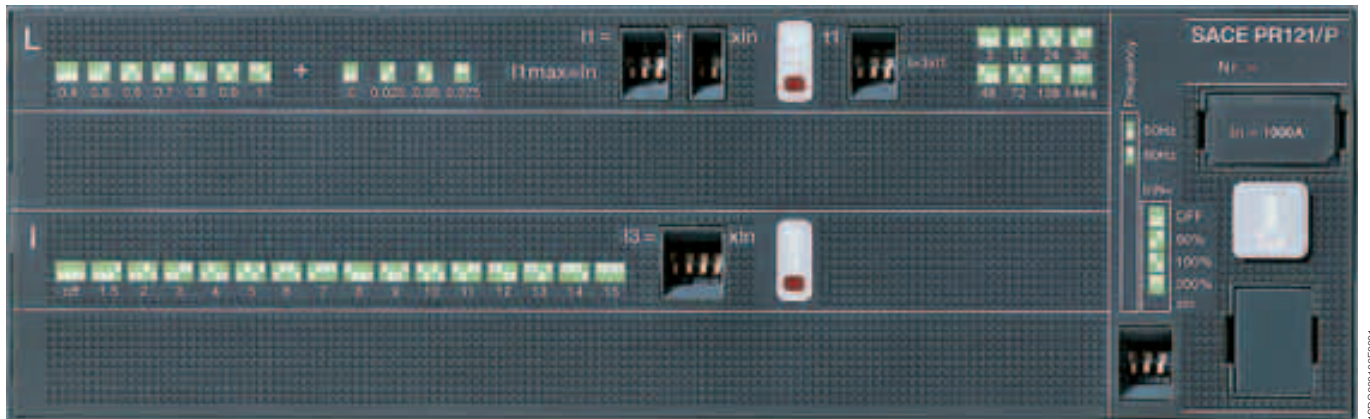 L
I1 =
+
xIn
t1
SACE PR121/P
Nr. =
0.4 0.5 0.6 0.7 0.8 0.9 1
+
0 0.025 0.05 0.075
I1max=In
3 12 24 36
48 72 108 144s
Frequency
50Hz
60Hz
In = 1000A
InN=
OFF
50%
100%
200%
I
I3 =
xIn
off 1.5 2 3 4 5 6 7 8 9 10 11 12 13 14 15